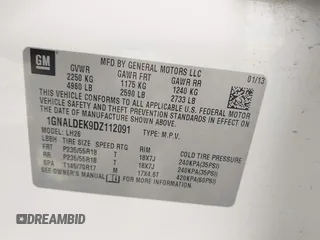 GM
MFD BY GENERAL MOTORS LLC
01/13
GVWR GAWR FRT GAWR RR
2250 KG 1175 KG 1240 KG
4960 LB 2590 LB 2733 LB
THIS VEHICLE CONFORMS TO ALL APPLICABLE U.S. FEDERAL MOTOR
VEHICLE SAFETY AND THEFT PREVENTION STANDARDS IN EFFECT ON
THE DATE OF MANUFACTURE SHOWN ABOVE.
1GNALDEK9DZ112091 TYPE: M.P.V.
MODEL: LH26
TIRE SIZE SPEED RTG RIM COLD TIRE PRESSURE
FRT P235/55R18 T 18X7J 240KPA(35PSI)
RR P235/55R18 T 18X7J 240KPA(35PSI)
SPA T145/70R17 M 17X4.5T 420KPA(60PSI)
SEE OWNER'S MANUAL FOR ADDITIONAL INFORMATION.
CREDARBID